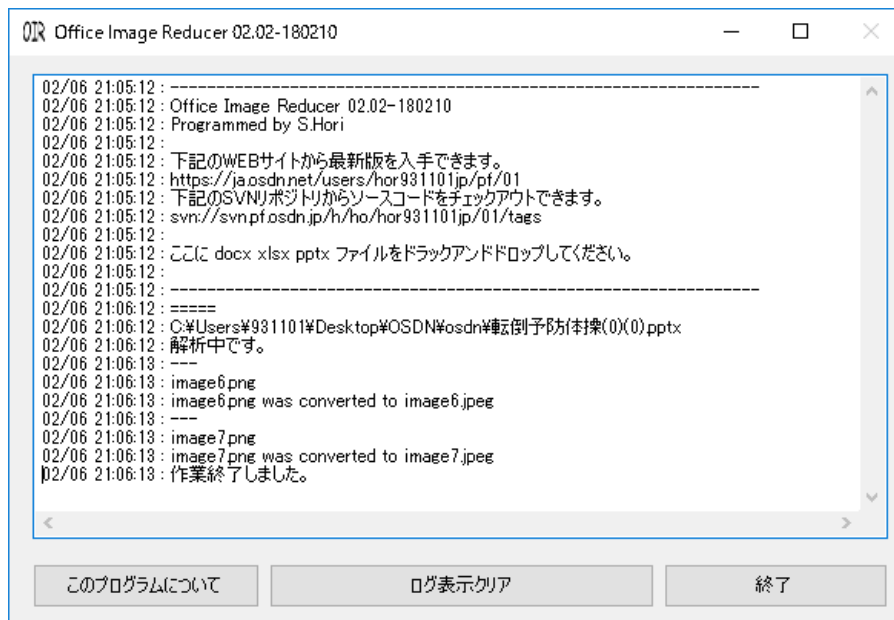 OIR Office Image Reducer 02.02-180210
02/06 21:05:12 : --------------------------------------------------------------------
02/06 21:05:12 : Office Image Reducer 02.02-180210
02/06 21:05:12 : Programmed by S.Hori
02/06 21:05:12 :
02/06 21:05:12 : 下記のWEBサイトから最新版を入手できます。
02/06 21:05:12 : https://ja.osdn.net/users/hor931101jp/pf/01
02/06 21:05:12 : 下記のSVNリポジトリからソースコードをチェックアウトできます。
02/06 21:05:12 : svn://svn.pf.osdn.jp/h/ho/hor931101jp/01/tags
02/06 21:05:12 :
02/06 21:05:12 : ここに docx xlsx pptx ファイルをドラックアンドドロップしてください。
02/06 21:05:12 :
02/06 21:05:12 : --------------------------------------------------------------------
02/06 21:06:12 : =====
02/06 21:06:12 : C:¥Users¥931101¥Desktop¥OSDN¥osdn¥転倒予防体操(0)(0).pptx
02/06 21:06:12 : 解析中です。
02/06 21:06:13 : ---
02/06 21:06:13 : image6.png
02/06 21:06:13 : image6.png was converted to image6.jpeg
02/06 21:06:13 : ---
02/06 21:06:13 : image7.png
02/06 21:06:13 : image7.png was converted to image7.jpeg
02/06 21:06:13 : 作業終了しました。
このプログラムについて
ログ表示クリア
終了